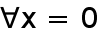 ∀x = 0